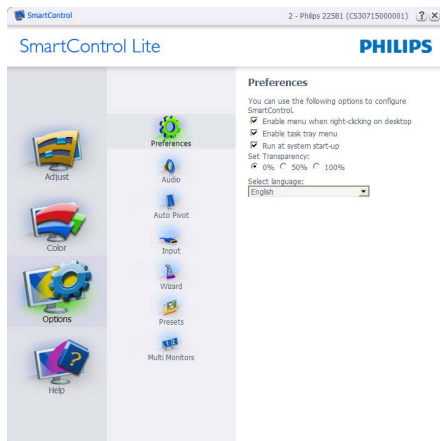 SmartControl
2 - Philips 225B1 (CS30715000001)
?
X
SmartControl Lite
PHILIPS
Adjust
Color
Options
Help
Preferences
Audio
Auto Pivot
Input
Wizard
Presets
Multi Monitors
Preferences
You can use the following options to configure
SmartControl.
Enable menu when right-clicking on desktop
Enable task tray menu
Run at system start-up
Set Transparency:
0% 50% 100%
Select language:
English